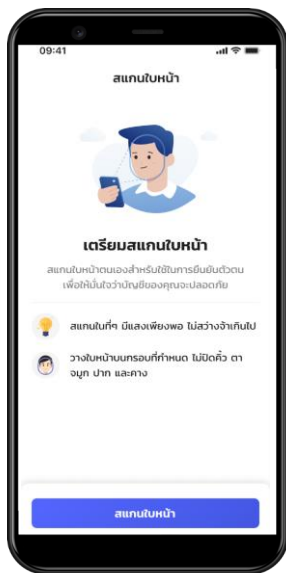 09:41
สแกนใบหน้า
เตรียมสแกนใบหน้า
สแกนใบหน้าตนเองสำหรับใช้ในการยืนยันตัวตน
เพื่อให้มั่นใจว่าบัญชีของคุณจะปลอดภัย
สแกนในที่ๆ มีแสงเพียงพอ ไม่สว่างจ้าเกินไป
วางใบหน้าบนกรอบที่กำหนด ไม่ปิดคิ้ว ตา
จมูก ปาก และคาง
สแกนใบหน้า